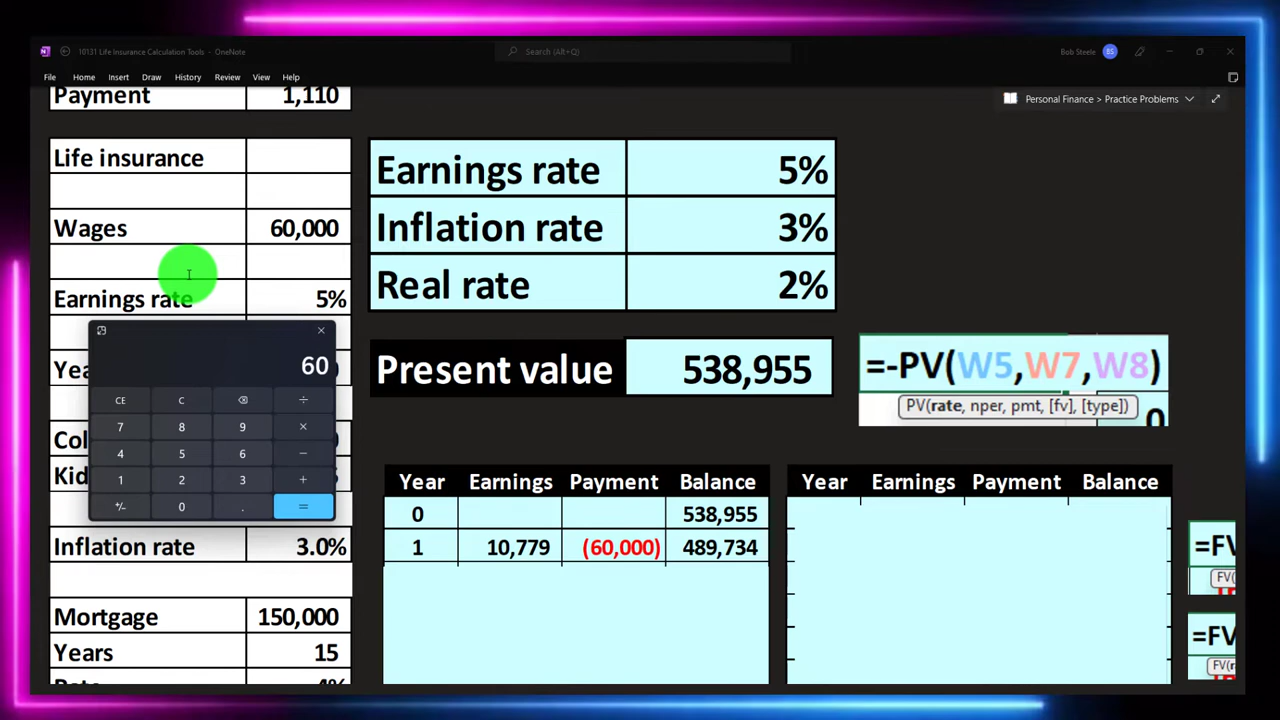 10131 Life Insurance Calculation Tools - OneNote
Search (Alt+Q)
Bob Steele BS
File Home Insert Draw History Review View Help
Personal Finance > Practice Problems
Payment 1,110
Life insurance
Wages 60,000
Earnings rate 5%
Inflation rate 3.0%
Mortgage 150,000
Years 15
4%
60
CE C ÷
7 8 9 ×
4 5 6 −
1 2 3 +
+/− 0 . =
Earnings rate 5%
Inflation rate 3%
Real rate 2%
Present value 538,955
=-PV(W5,W7,W8)
PV(rate, nper, pmt, [fv], [type])
0
Year Earnings Payment Balance
0 538,955
1 10,779 (60,000) 489,734
Year Earnings Payment Balance
=FV
=FV